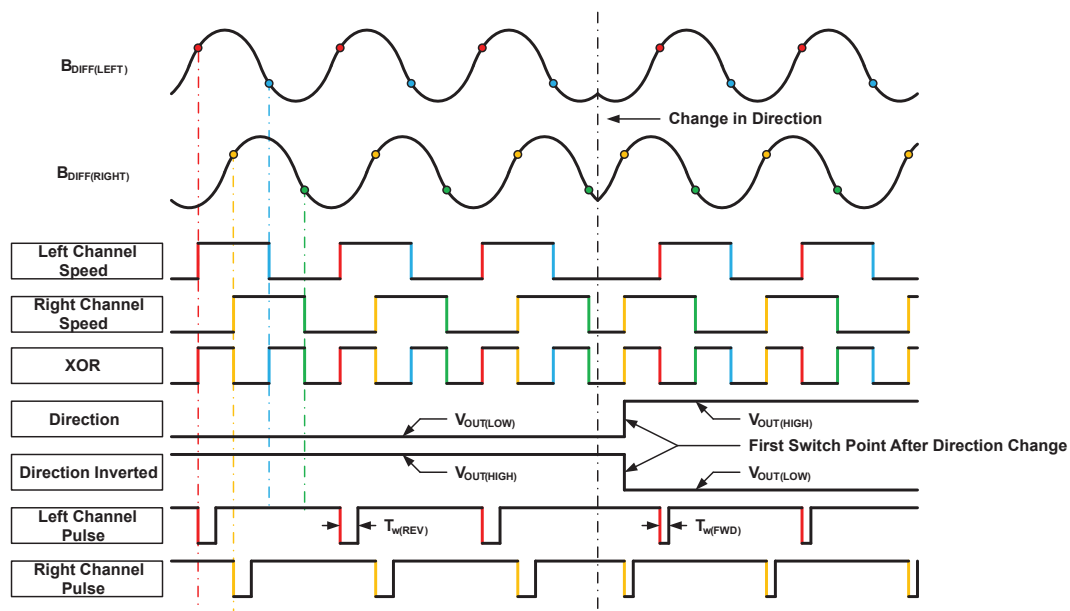 BDIFF(LEFT)
Change in Direction
BDIFF(RIGHT)
Left Channel
Speed
Right Channel
Speed
XOR
Direction
VOUT(LOW)
VOUT(HIGH)
First Switch Point After Direction Change
Direction Inverted
VOUT(HIGH)
VOUT(LOW)
Left Channel
Pulse
Tw(REV)
Tw(FWD)
Right Channel
Pulse